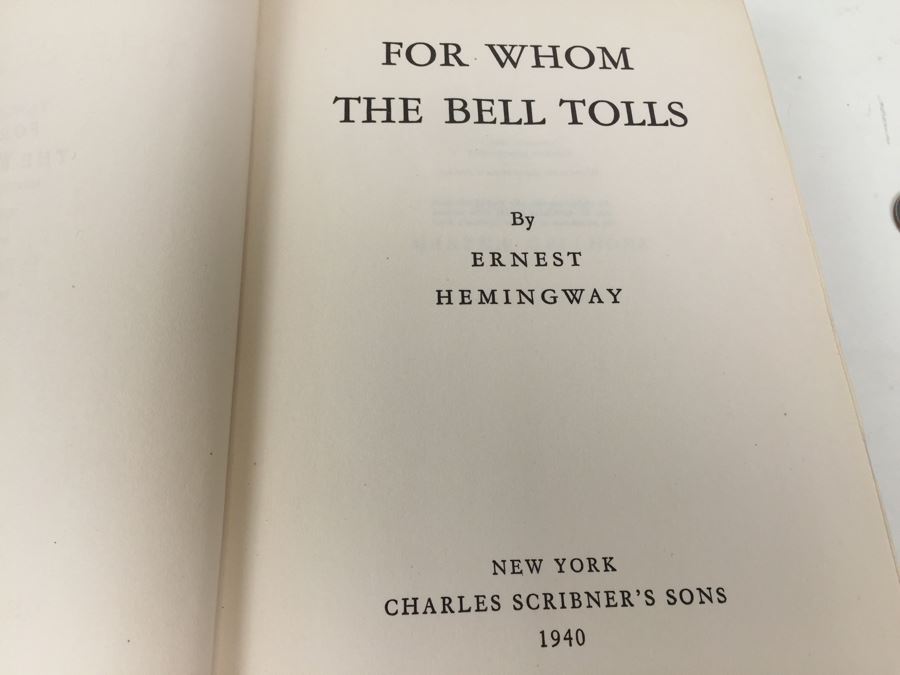 FOR WHOM
THE BELL TOLLS
By
ERNEST
HEMINGWAY
NEW YORK
CHARLES SCRIBNER'S SONS
1940